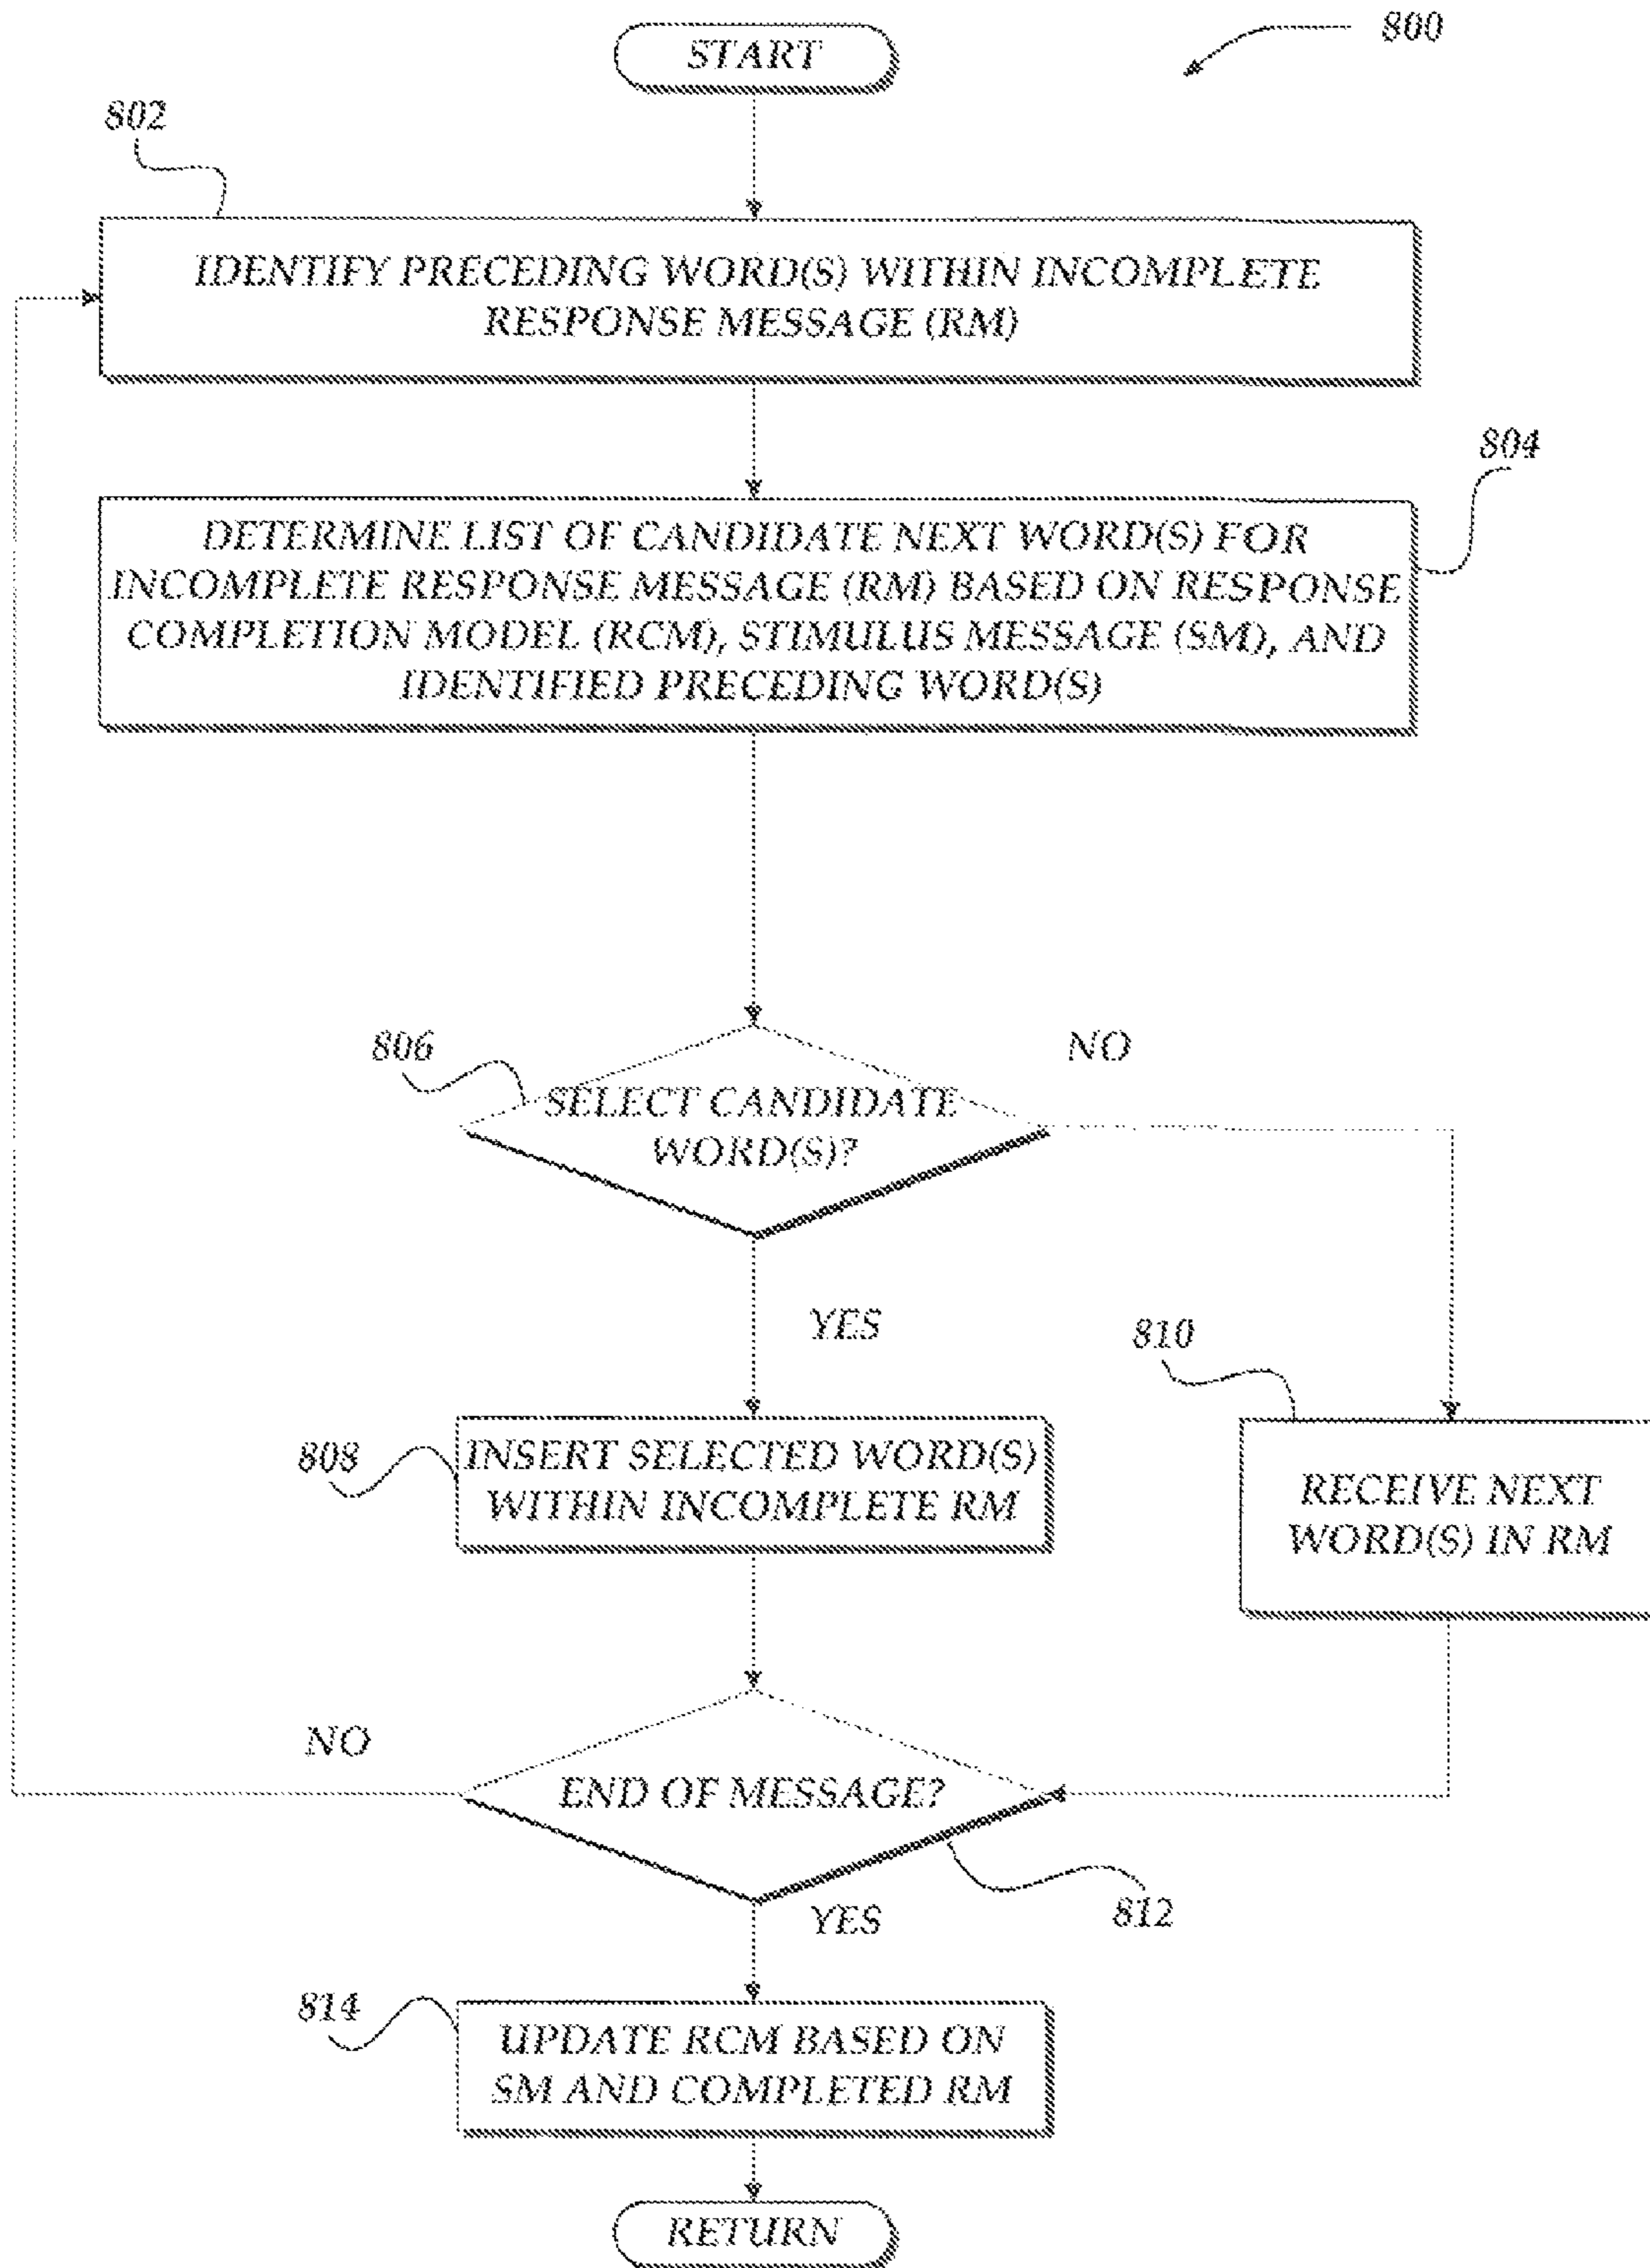 START
800
802
IDENTIFY PRECEDING WORD(S) WITHIN INCOMPLETE
RESPONSE MESSAGE (RM)
804
DETERMINE LIST OF CANDIDATE NEXT WORD(S) FOR
INCOMPLETE RESPONSE MESSAGE (RM) BASED ON RESPONSE
COMPLETION MODEL (RCM), STIMULUS MESSAGE (SM), AND
IDENTIFIED PRECEDING WORD(S)
806
NO
SELECT CANDIDATE
WORD(S)?
YES
810
808
INSERT SELECTED WORD(S)
WITHIN INCOMPLETE RM
RECEIVE NEXT
WORD(S) IN RM
NO
END OF MESSAGE?
812
YES
814
UPDATE RCM BASED ON
SM AND COMPLETED RM
RETURN